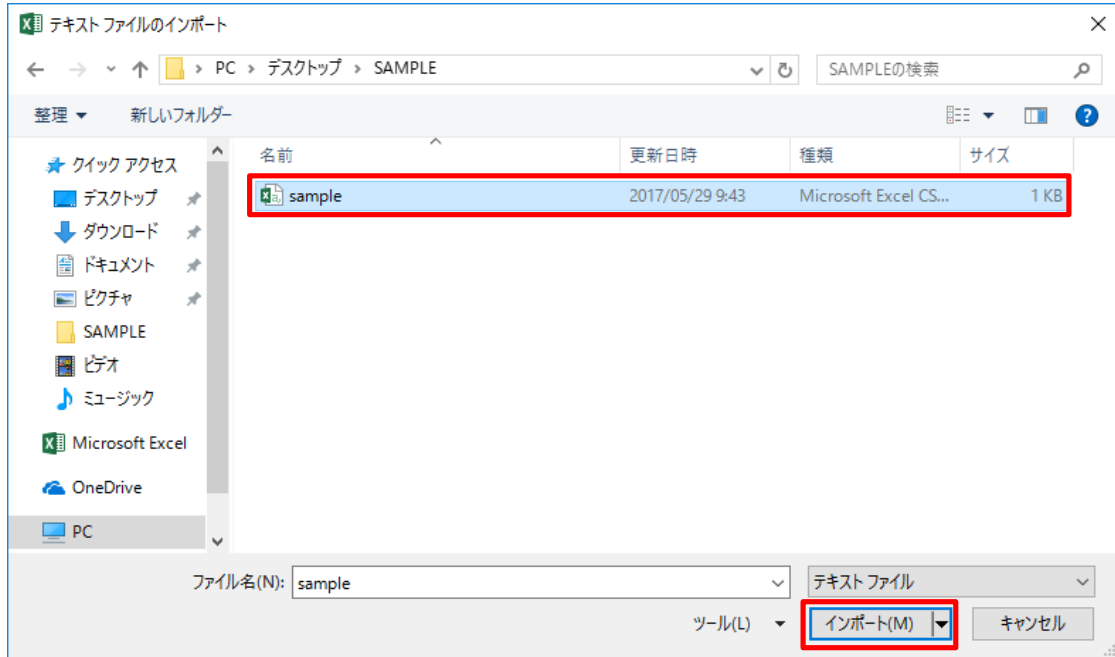 テキスト ファイルのインポート
PC > デスクトップ > SAMPLE
SAMPLEの検索
整理
新しいフォルダー
名前 更新日時 種類 サイズ
sample 2017/05/29 9:43 Microsoft Excel CS... 1 KB
クイック アクセス
デスクトップ
ダウンロード
ドキュメント
ピクチャ
SAMPLE
ビデオ
ミュージック
Microsoft Excel
OneDrive
PC
ファイル名(N): sample
テキスト ファイル
ツール(L)
インポート(M)
キャンセル